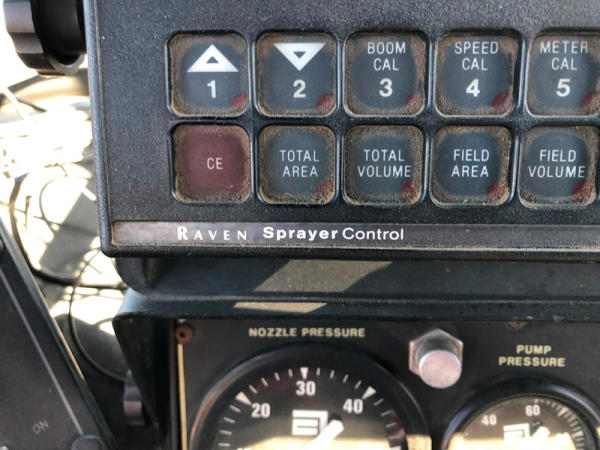 BOOM CAL
SPEED CAL
METER CAL
1
2
3
4
5
CE
TOTAL AREA
TOTAL VOLUME
FIELD AREA
FIELD VOLUME
RAVEN Sprayer Control
NOZZLE PRESSURE
PUMP PRESSURE
20
30
40
40
60
ON